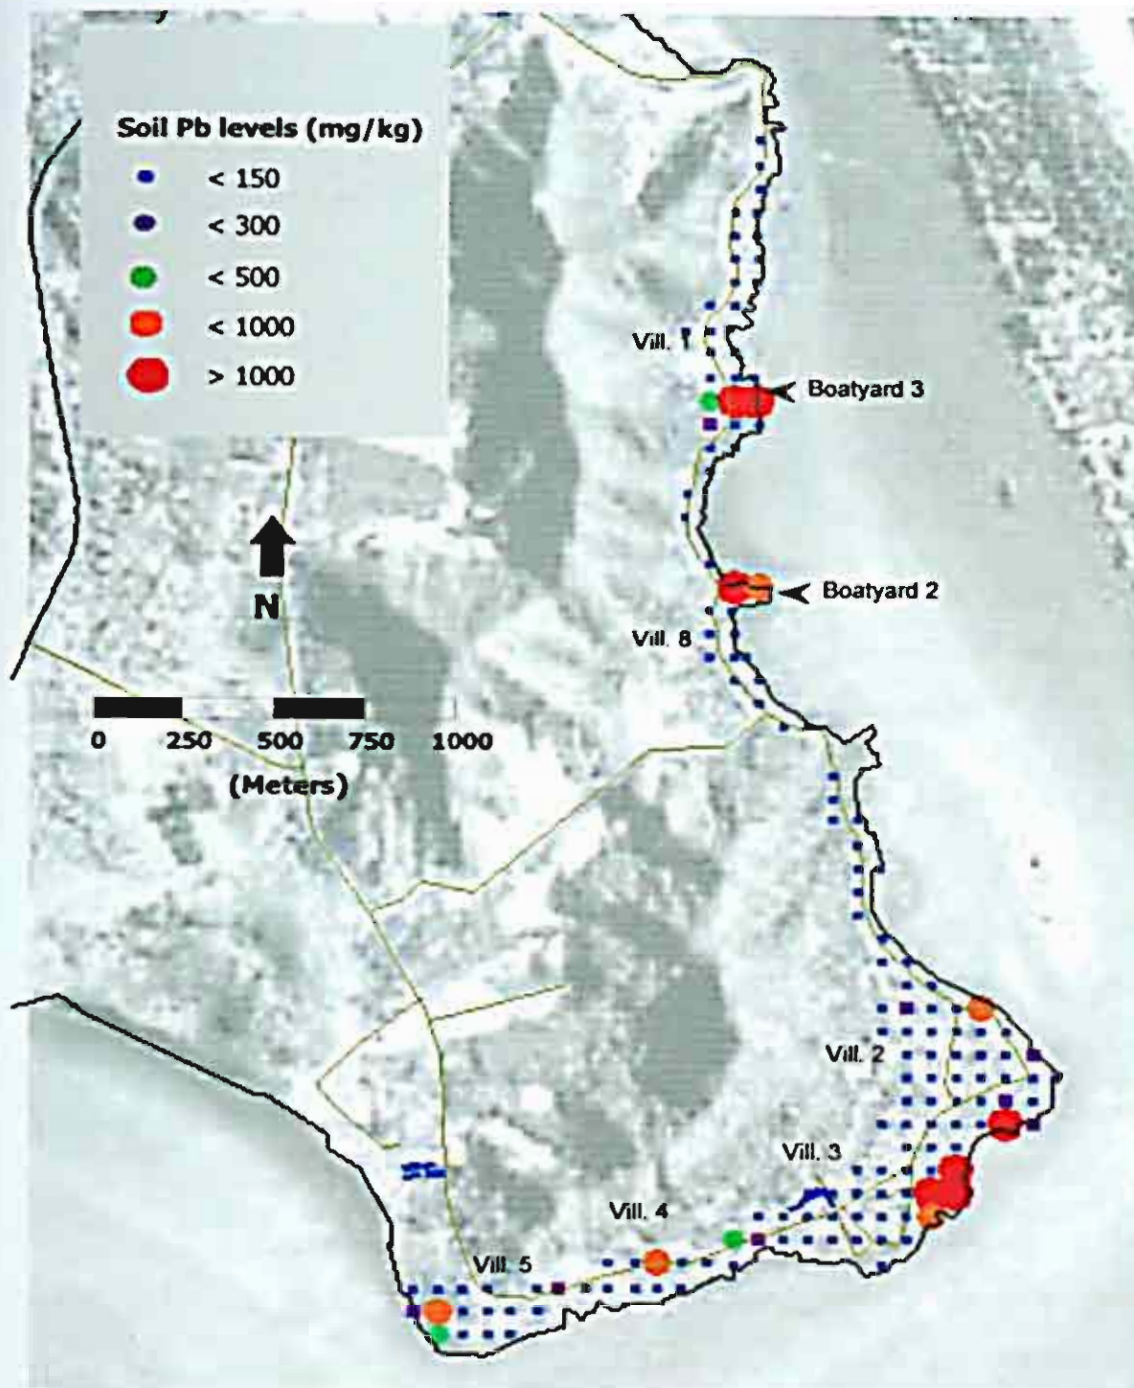 Soil Pb levels (mg/kg)
< 150
< 300
< 500
< 1000
> 1000
Vill. 1
Boatyard 3
N
Boatyard 2
Vill. 8
0 250 500 750 1000
(Meters)
Vill. 2
Vill. 3
Vill. 4
Vill. 5